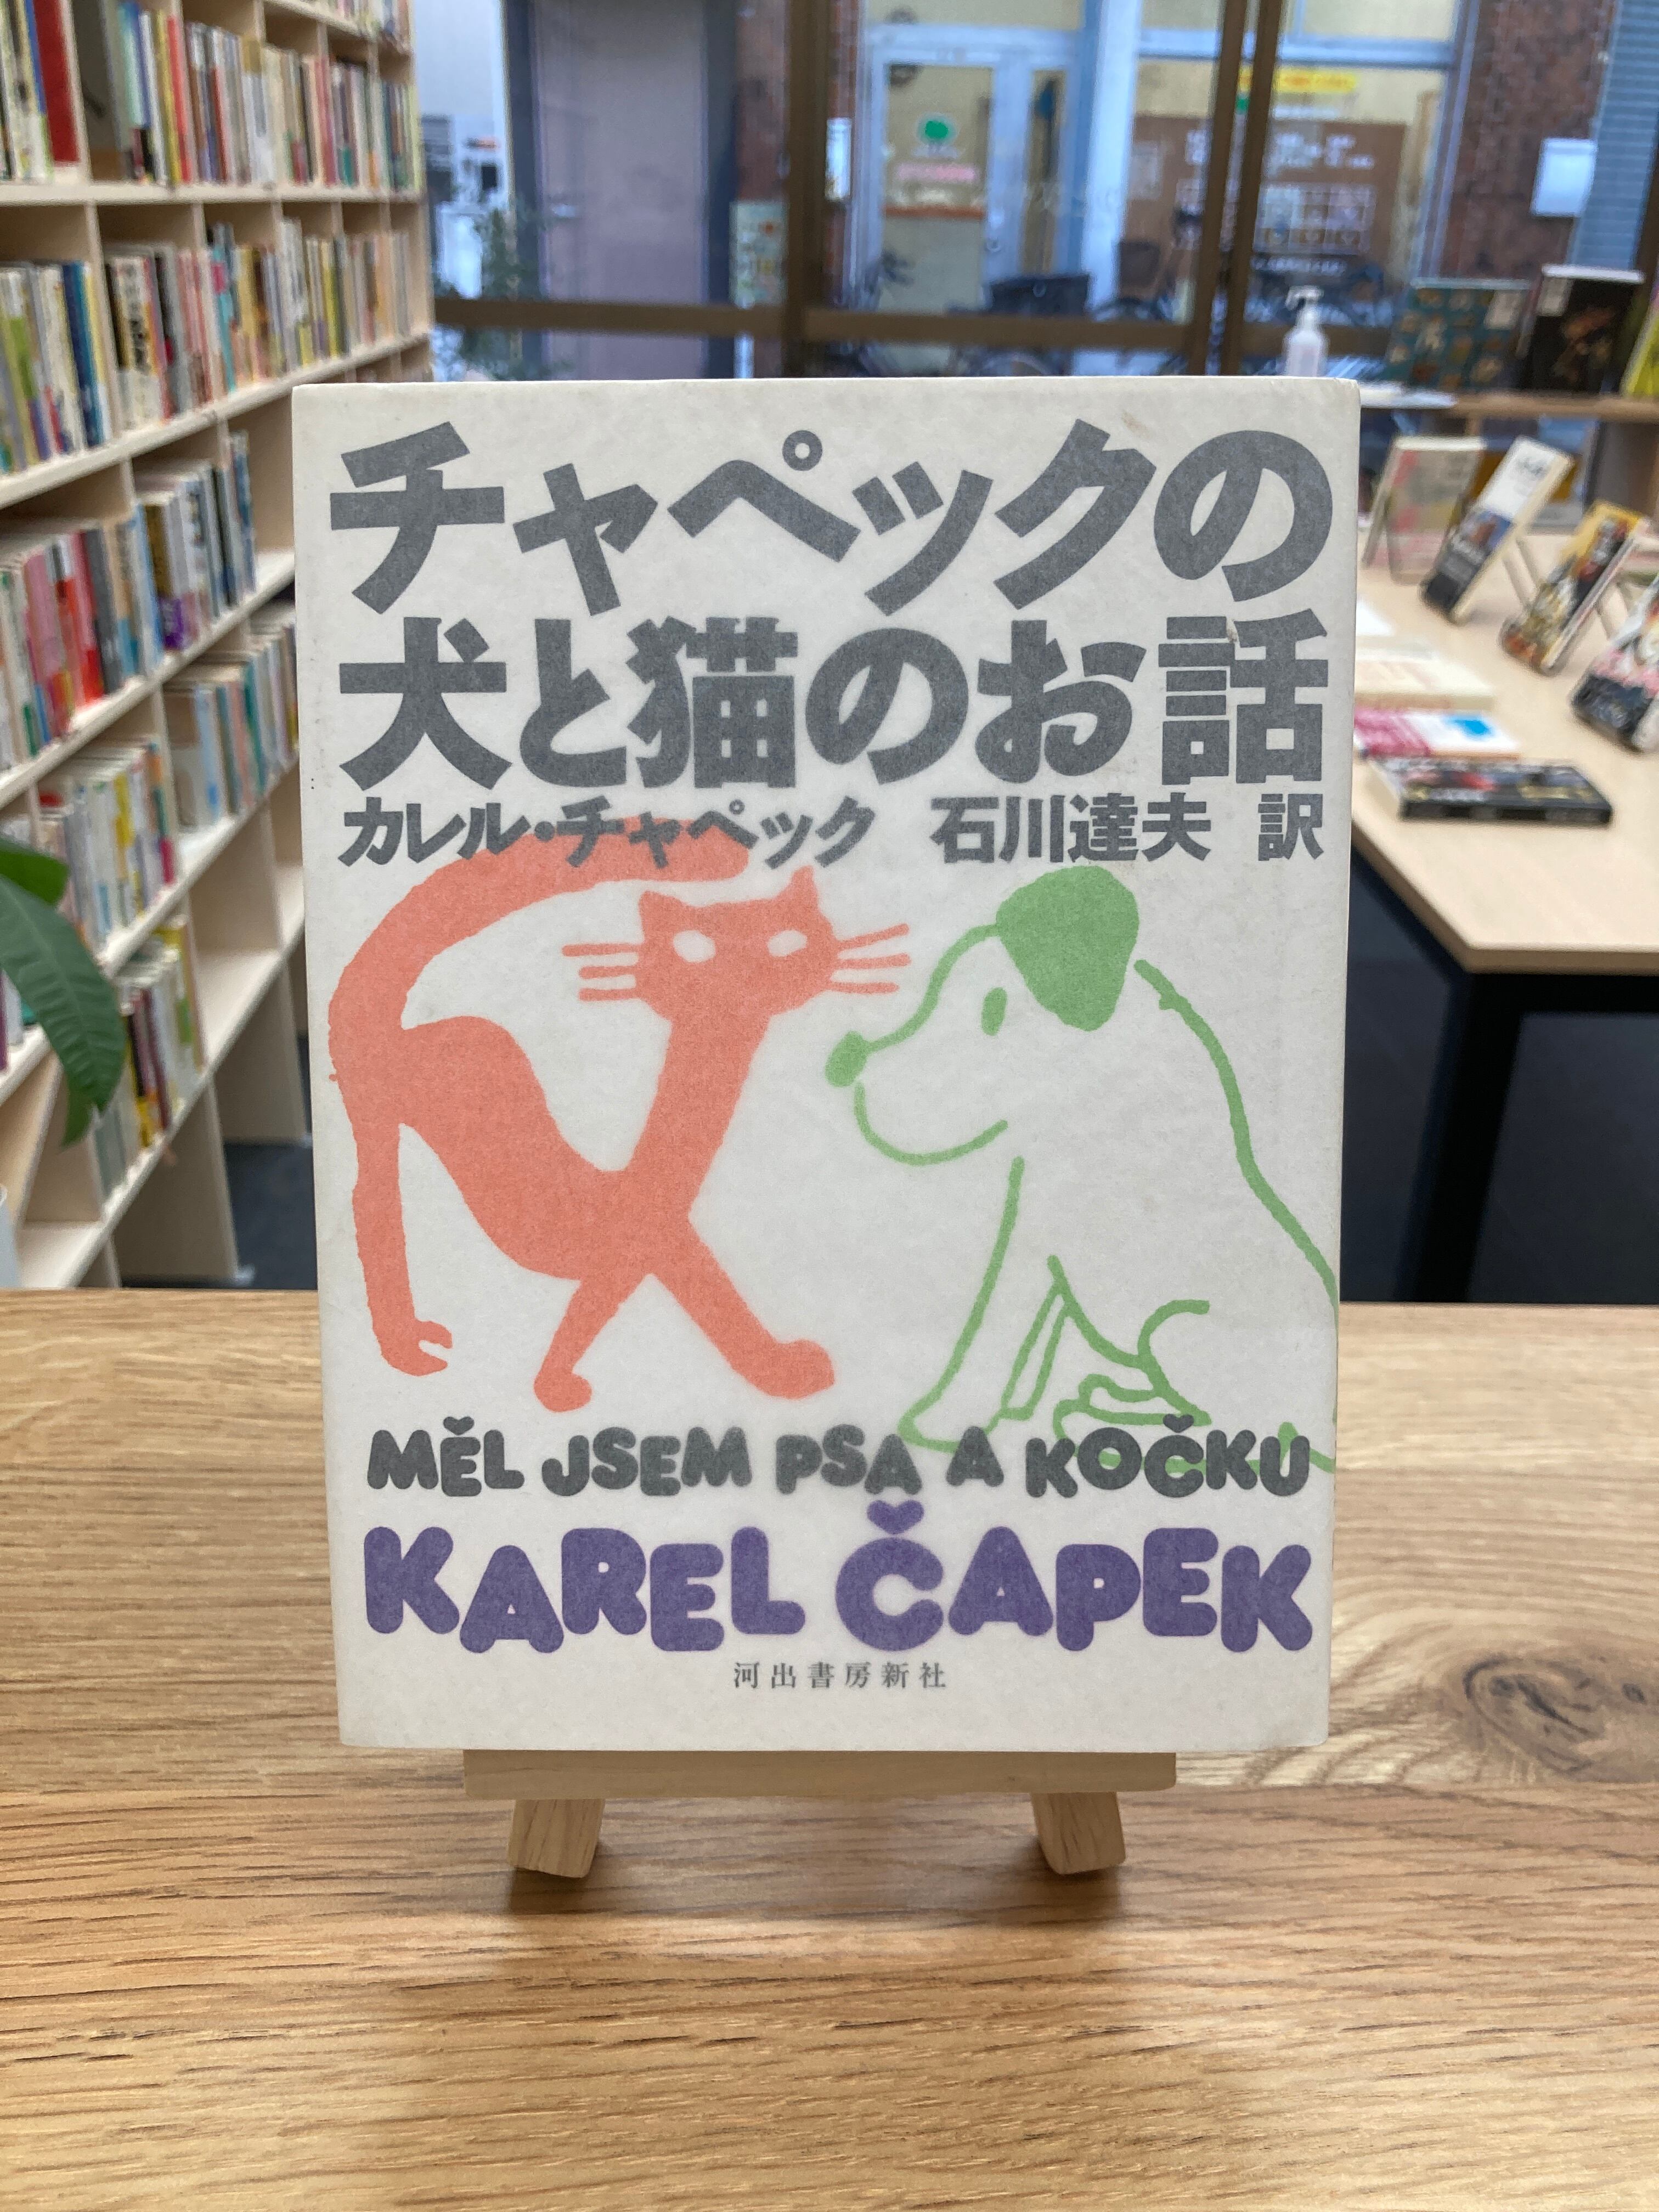 チャペックの
犬と猫のお話
カレル・チャペック　石川達夫　訳
MĚL JSEM PSA A KOČKU
KAREL ČAPEK
河出書房新社